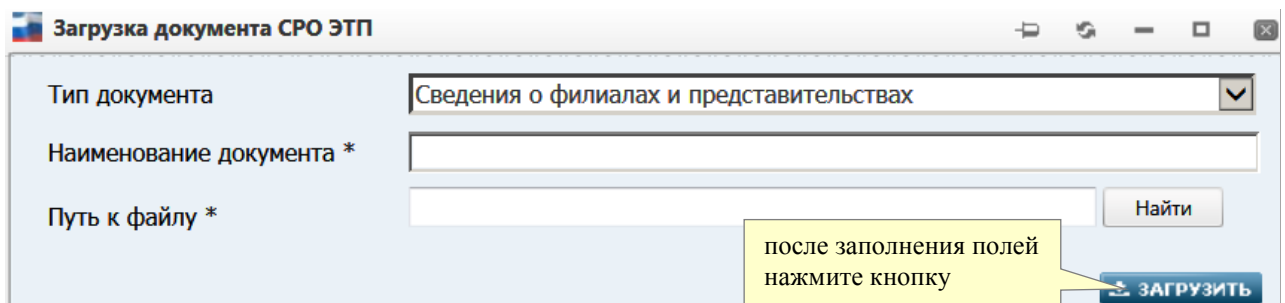 Загрузка документа СРО ЭТП
Тип документа
Сведения о филиалах и представительствах
Наименование документа *
Путь к файлу *
Найти
после заполнения полей
нажмите кнопку
ЗАГРУЗИТЬ